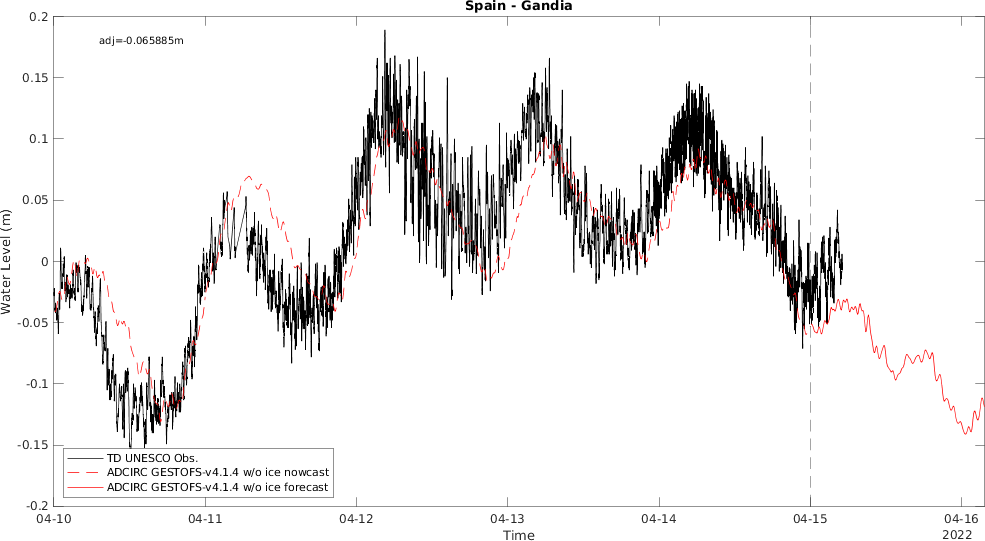 Spain - Gandia
adj=-0.065885m
0.2
0.15
0.1
0.05
0
-0.05
-0.1
-0.15
-0.2
Water Level (m)
TD UNESCO Obs.
ADCIRC GESTOFS-v4.1.4 w/o ice nowcast
ADCIRC GESTOFS-v4.1.4 w/o ice forecast
04-10 04-11 04-12 04-13 04-14 04-15 04-16
Time
2022